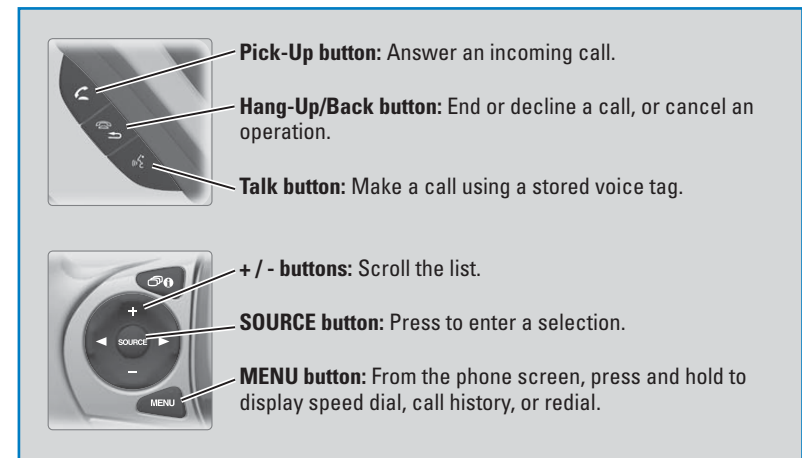 Pick-Up button: Answer an incoming call.
Hang-Up/Back button: End or decline a call, or cancel an
operation.
Talk button: Make a call using a stored voice tag.
+ / - buttons: Scroll the list.
+
SOURCE
−
MENU
SOURCE button: Press to enter a selection.
MENU button: From the phone screen, press and hold to
display speed dial, call history, or redial.